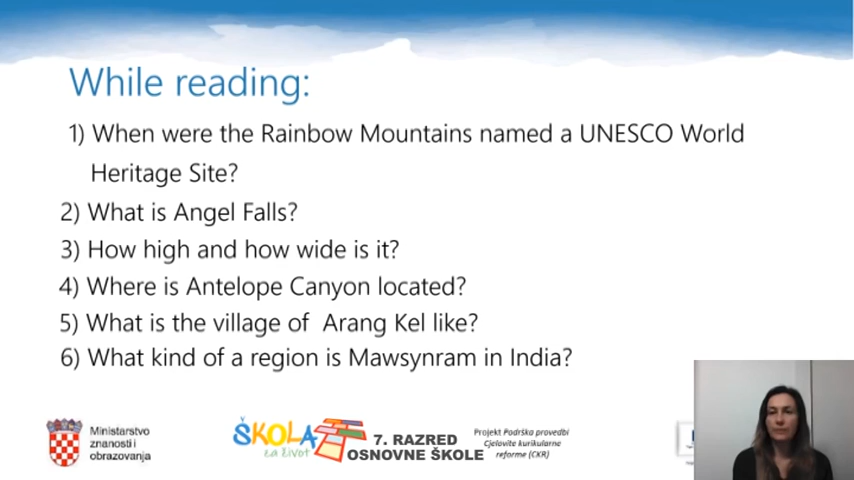 While reading:
1) When were the Rainbow Mountains named a UNESCO World
Heritage Site?
2) What is Angel Falls?
3) How high and how wide is it?
4) Where is Antelope Canyon located?
5) What is the village of Arang Kel like?
6) What kind of a region is Mawsynram in India?
Ministarstvo
znanosti i
obrazovanja
ŠKOLA
za život
7. RAZRED
OSNOVNE ŠKOLE
Projekt Podrška provedbi
Cjelovite kurikularne
reforme (CKR)